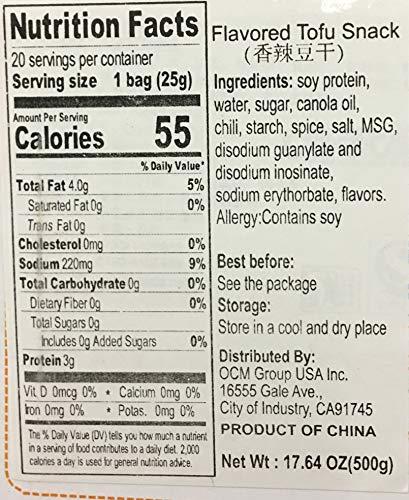 Nutrition Facts
20 servings per container
Serving size 1 bag (25g)
Amount Per Serving
Calories 55
% Daily Value*
Total Fat 4.0g 5%
Saturated Fat 0g 0%
Trans Fat 0g
Cholesterol 0mg 0%
Sodium 220mg 9%
Total Carbohydrate 0g 0%
Dietary Fiber 0g 0%
Total Sugars 0g
Includes 0g Added Sugars 0%
Protein 3g
Vit D 0mcg 0% * Calcium 0mg 0%
Iron 0mg 0% * Potas. 0mg 0%
The % Daily Value (DV) tells you how much a nutrient
in a serving of food contributes to a daily diet. 2,000
calories a day is used for general nutrition advice.
Flavored Tofu Snack
(香辣豆干)
Ingredients: soy protein,
water, sugar, canola oil,
chili, starch, spice, salt, MSG,
disodium guanylate and
disodium inosinate,
sodium erythorbate, flavors.
Allergy:Contains soy
Best before:
See the package
Storage:
Store in a cool and dry place
Distributed By:
OCM Group USA Inc.
16555 Gale Ave.,
City of Industry, CA91745
PRODUCT OF CHINA
Net Wt : 17.64 OZ(500g)